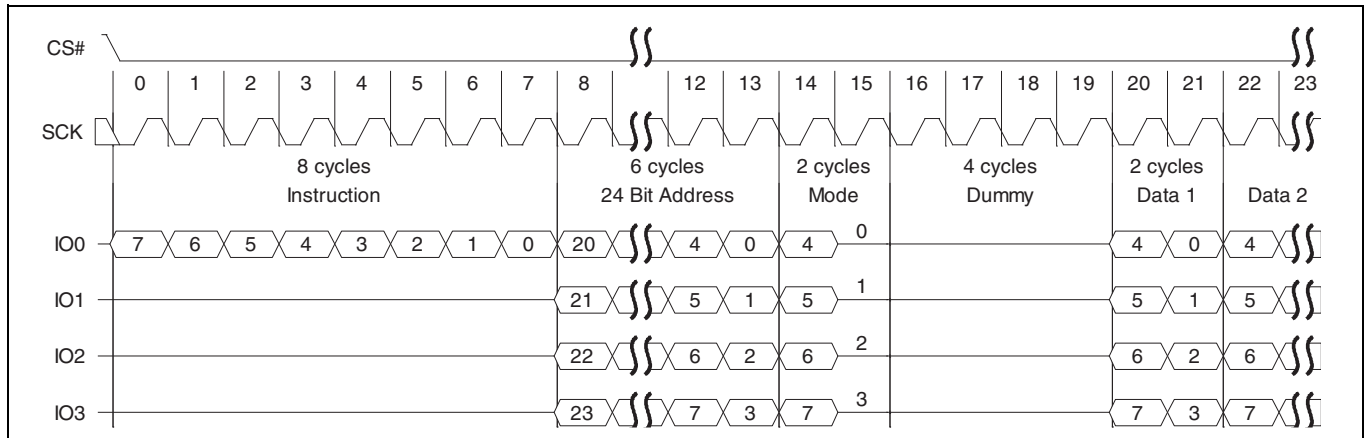 CS#
0 1 2 3 4 5 6 7 8 12 13 14 15 16 17 18 19 20 21 22 23
SCK
8 cycles 6 cycles 2 cycles 4 cycles 2 cycles
Instruction 24 Bit Address Mode Dummy Data 1 Data 2
IO0 7 6 5 4 3 2 1 0 20 4 0 4 0 4 0 4
IO1 21 5 1 5 1 5 1 5
IO2 22 6 2 6 2 6 2 6
IO3 23 7 3 7 3 7 3 7